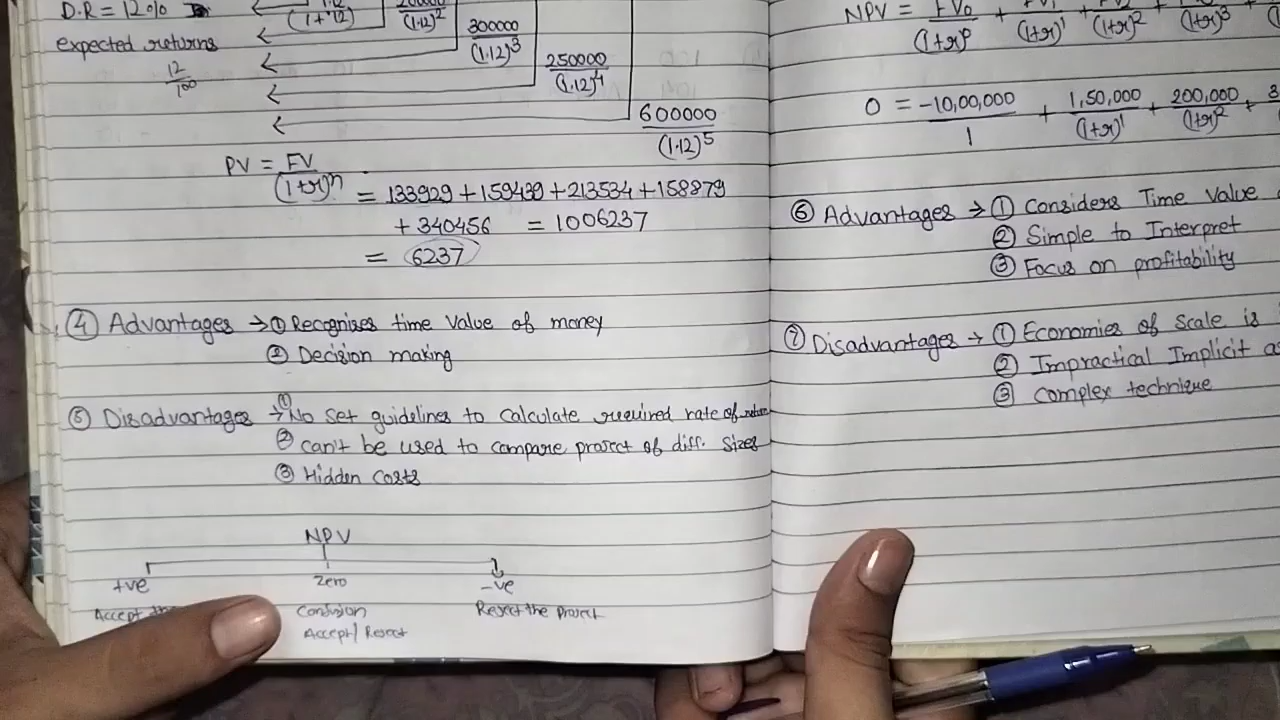 D.R = 12%
(1+12)
(1.12)²
expected returns
12/100
300000/(1.12)³
250000/(1.12)⁴
600000/(1.12)⁵
PV = FV/(1+r)ⁿ = 133929 + 159439 + 213534 + 158879
+ 340456 = 1006237
= 6237
④ Advantages → ① Recognises time value of money
② Decision making
⑤ Disadvantages → ① No set guidelines to calculate required rate of
② can't be used to compare project of diff. sizes
③ Hidden costs
NPV
+ve Zero -ve
Accept Confusion Reject the project
Accept/Reject
NPV = FV₀/(1+r)⁰ + /(1+r)¹ + /(1+r)² + /(1+r)³ +
0 = -10,00,000/1 + 1,50,000/(1+r)¹ + 200,000/(1+r)² +
⑥ Advantages → ① Considers Time Value
② Simple to Interpret
③ Focus on profitability
⑦ Disadvantages → ① Economies of Scale is
② Impractical Implicit
③ Complex technique